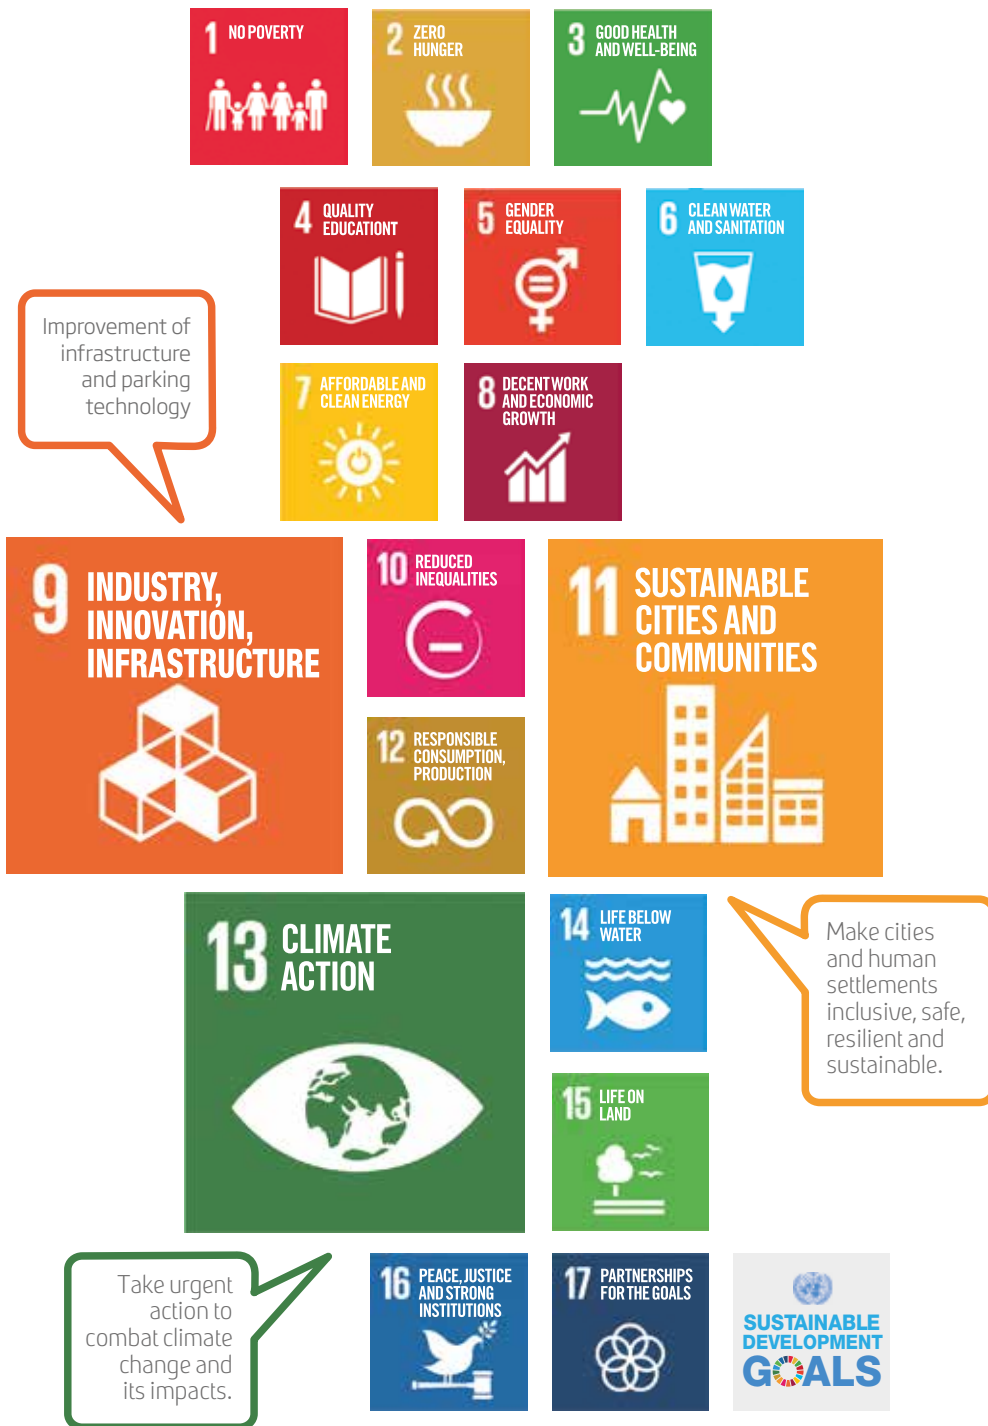 1 NO POVERTY
2 ZERO
HUNGER
3 GOOD HEALTH
AND WELL-BEING
4 QUALITY
EDUCATIONT
5 GENDER
EQUALITY
6 CLEAN WATER
AND SANITATION
Improvement of
infrastructure
and parking
technology
7 AFFORDABLE AND
CLEAN ENERGY
8 DECENT WORK
AND ECONOMIC
GROWTH
9 INDUSTRY,
INNOVATION,
INFRASTRUCTURE
10 REDUCED
INEQUALITIES
11 SUSTAINABLE
CITIES AND
COMMUNITIES
12 RESPONSIBLE
CONSUMPTION,
PRODUCTION
13 CLIMATE
ACTION
14 LIFE BELOW
WATER
Make cities
and human
settlements
inclusive, safe,
resilient and
sustainable.
15 LIFE ON
LAND
Take urgent
action to
combat climate
change and
its impacts.
16 PEACE, JUSTICE
AND STRONG
INSTITUTIONS
17 PARTNERSHIPS
FOR THE GOALS
SUSTAINABLE
DEVELOPMENT
GOALS